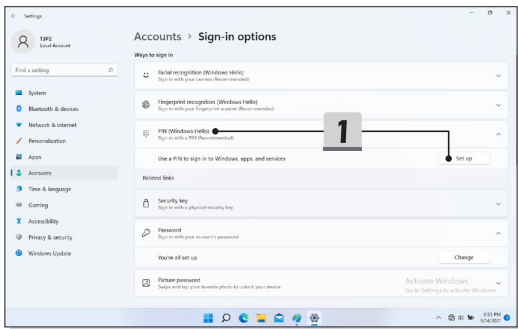 Settings
13P2
Local Account
Find a setting
System
Bluetooth & devices
Network & internet
Personalization
Apps
Accounts
Time & language
Gaming
Accessibility
Privacy & security
Windows Update
Accounts > Sign-in options
Ways to sign in
Facial recognition (Windows Hello)
Sign in with your camera (Recommended)
Fingerprint recognition (Windows Hello)
Sign in with your fingerprint scanner (Recommended)
PIN (Windows Hello)
Sign in with a PIN (Recommended)
1
Use a PIN to sign in to Windows, apps, and services
Set up
Related links
Security key
Sign in with a physical security key
Password
Sign in with your account's password
You're all set up
Change
Picture password
Swipe and tap your favorite photo to unlock your device
Activate Windows
Go to Settings to activate Windows.
6:55 PM
5/14/2021